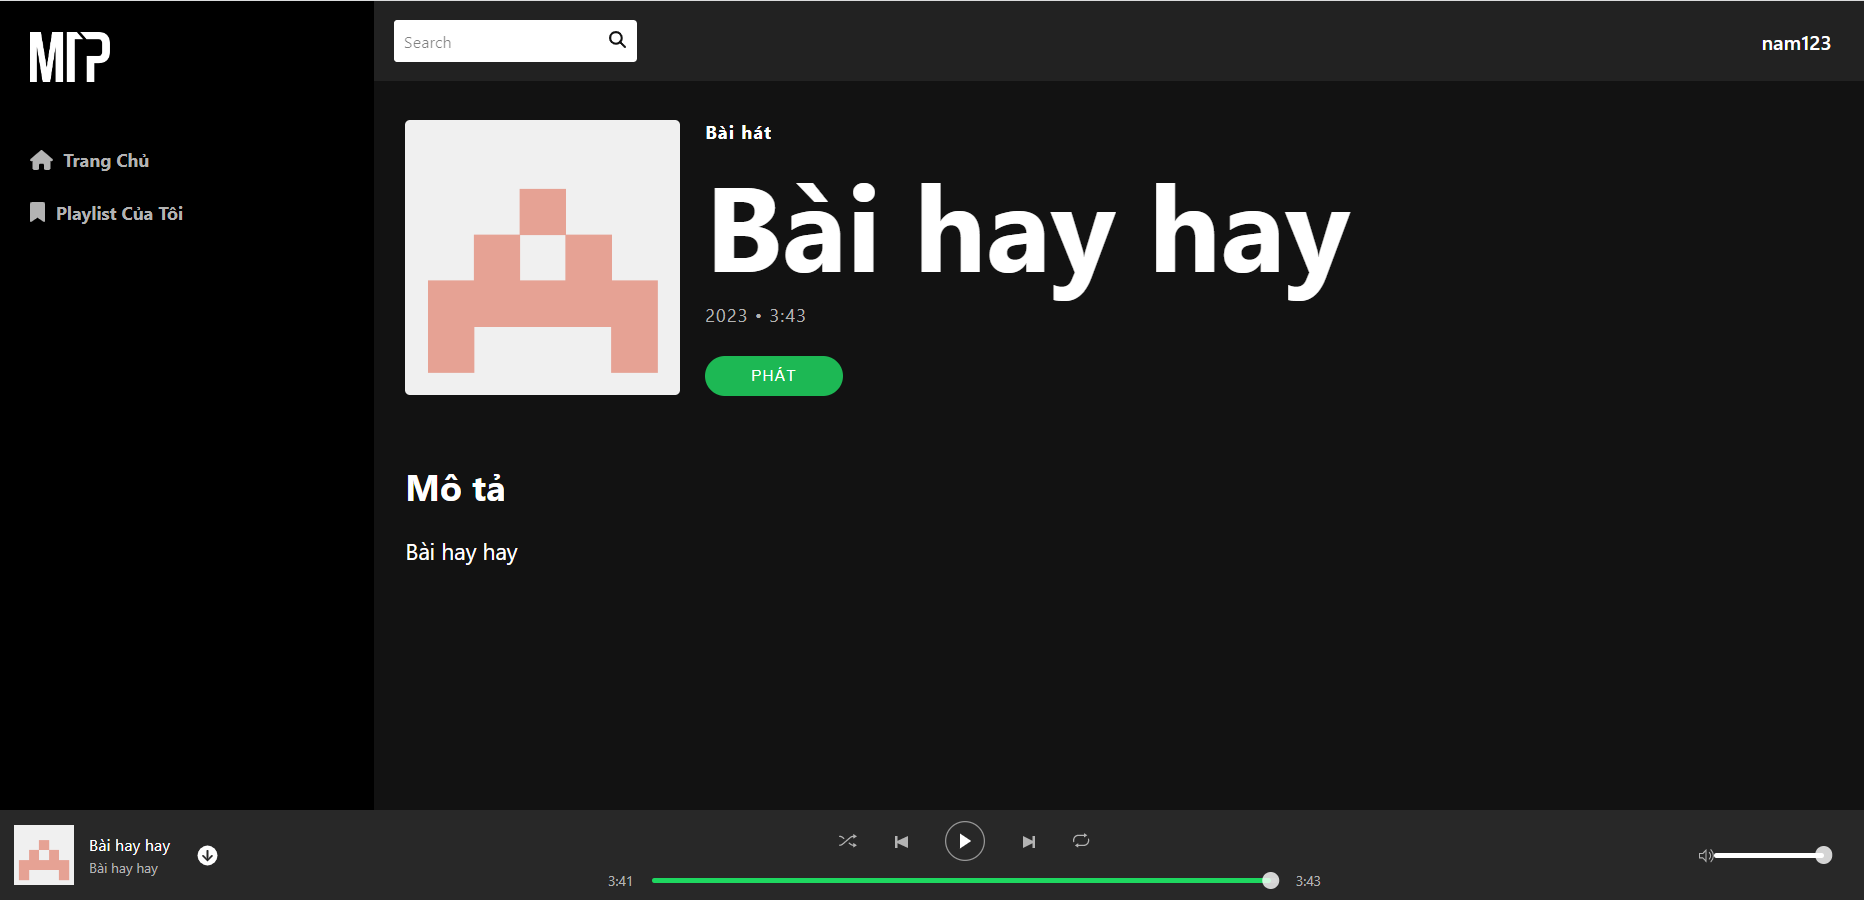 MTP
Search
nam123
Trang Chủ
Playlist Của Tôi
Bài hát
Bài hay hay
2023 • 3:43
PHÁT
Mô tả
Bài hay hay
Bài hay hay
Bài hay hay
3:41
3:43